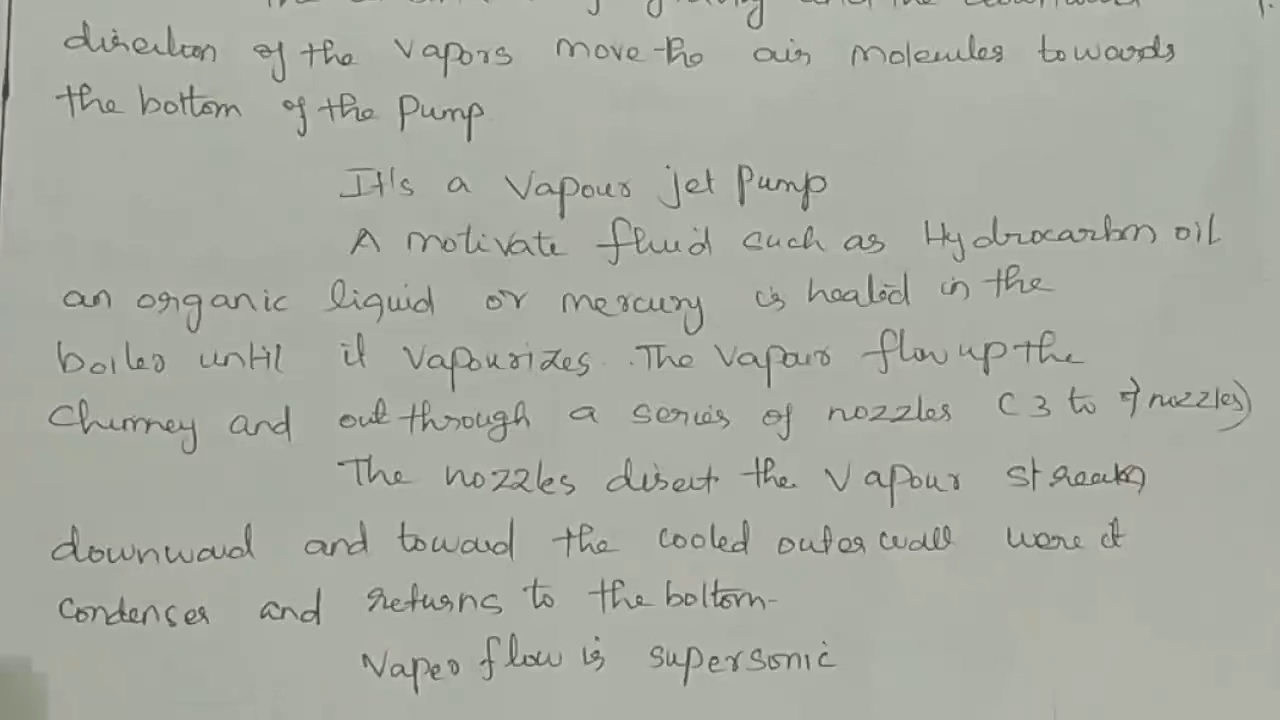 direction of the vapors move the air molecules towards
the bottom of the pump
It's a vapour jet pump
A motivate fluid such as Hydrocarbon oil
an organic liquid or mercury is heated in the
boiler until it vapourizes. The vapour flow up the
chimney and out through a series of nozzles (3 to 7 nozzles)
The nozzles direct the vapour stream
downward and toward the cooled outer wall were it
condenser and returns to the bottom-
Vaper flow is supersonic